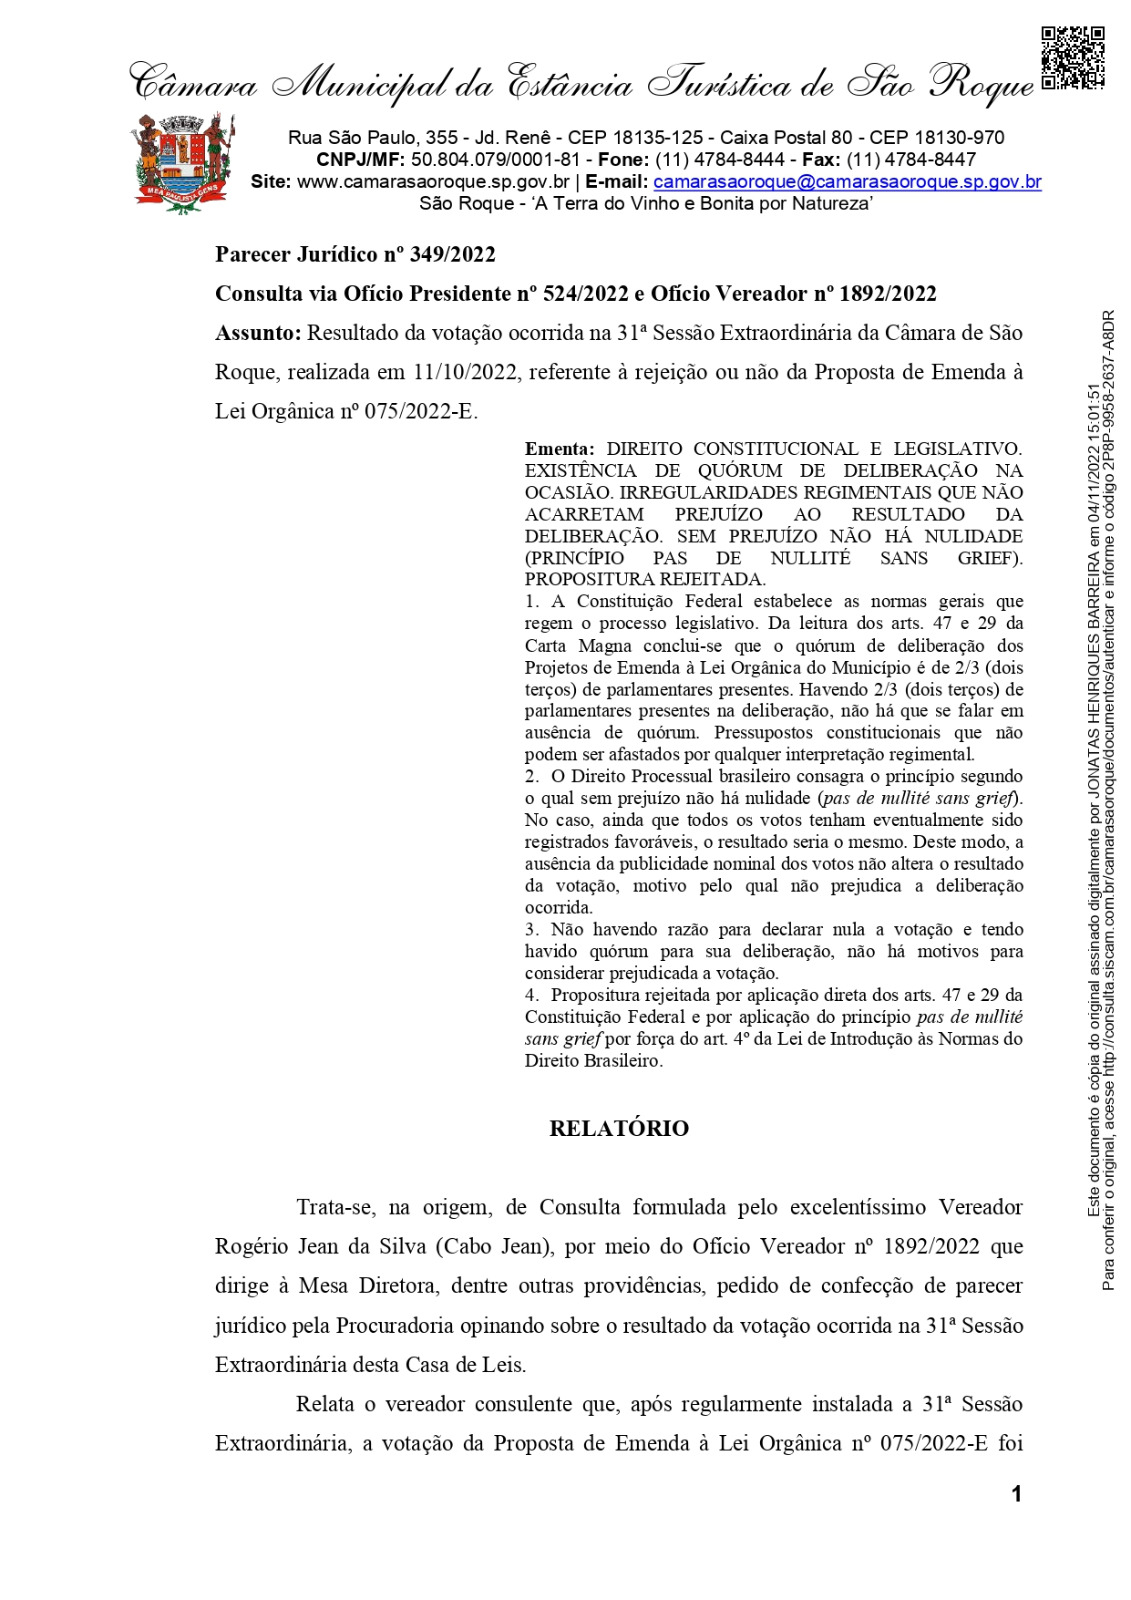 Câmara Municipal da Estância Turística de São Roque
Rua São Paulo, 355 - Jd. Renê - CEP 18135-125 - Caixa Postal 80 - CEP 18130-970
CNPJ/MF: 50.804.079/0001-81 - Fone: (11) 4784-8444 - Fax: (11) 4784-8447
Site: www.camarasaoroque.sp.gov.br | E-mail: camarasaoroque@camarasaoroque.sp.gov.br
São Roque - ‘A Terra do Vinho e Bonita por Natureza’
Parecer Jurídico nº 349/2022
Consulta via Ofício Presidente nº 524/2022 e Ofício Vereador nº 1892/2022
Assunto: Resultado da votação ocorrida na 31ª Sessão Extraordinária da Câmara de São
Roque, realizada em 11/10/2022, referente à rejeição ou não da Proposta de Emenda à
Lei Orgânica nº 075/2022-E.
Ementa: DIREITO CONSTITUCIONAL E LEGISLATIVO.
EXISTÊNCIA DE QUÓRUM DE DELIBERAÇÃO NA
OCASIÃO. IRREGULARIDADES REGIMENTAIS QUE NÃO
ACARRETAM PREJUÍZO AO RESULTADO DA
DELIBERAÇÃO. SEM PREJUÍZO NÃO HÁ NULIDADE
(PRINCÍPIO PAS DE NULLITÉ SANS GRIEF).
PROPOSITURA REJEITADA.
1. A Constituição Federal estabelece as normas gerais que
regem o processo legislativo. Da leitura dos arts. 47 e 29 da
Carta Magna conclui-se que o quórum de deliberação dos
Projetos de Emenda à Lei Orgânica do Município é de 2/3 (dois
terços) de parlamentares presentes. Havendo 2/3 (dois terços) de
parlamentares presentes na deliberação, não há que se falar em
ausência de quórum. Pressupostos constitucionais que não
podem ser afastados por qualquer interpretação regimental.
2. O Direito Processual brasileiro consagra o princípio segundo
o qual sem prejuízo não há nulidade (pas de nullité sans grief).
No caso, ainda que todos os votos tenham eventualmente sido
registrados favoráveis, o resultado seria o mesmo. Deste modo, a
ausência da publicidade nominal dos votos não altera o resultado
da votação, motivo pelo qual não prejudica a deliberação
ocorrida.
3. Não havendo razão para declarar nula a votação e tendo
havido quórum para sua deliberação, não há motivos para
considerar prejudicada a votação.
4. Propositura rejeitada por aplicação direta dos arts. 47 e 29 da
Constituição Federal e por aplicação do princípio pas de nullité
sans grief por força do art. 4º da Lei de Introdução às Normas do
Direito Brasileiro.
RELATÓRIO
Trata-se, na origem, de Consulta formulada pelo excelentíssimo Vereador
Rogério Jean da Silva (Cabo Jean), por meio do Ofício Vereador nº 1892/2022 que
dirige à Mesa Diretora, dentre outras providências, pedido de confecção de parecer
jurídico pela Procuradoria opinando sobre o resultado da votação ocorrida na 31ª Sessão
Extraordinária desta Casa de Leis.
Relata o vereador consulente que, após regularmente instalada a 31ª Sessão
Extraordinária, a votação da Proposta de Emenda à Lei Orgânica nº 075/2022-E foi
1
Este documento é cópia do original assinado digitalmente por JONATAS HENRIQUES BARREIRA em 04/11/2022 15:01:51
Para conferir o original, acesse http://consulta.siscam.com.br/camarasaoroque/documentos/autenticar e informe o código 2P8P-9958-2637-A8DR